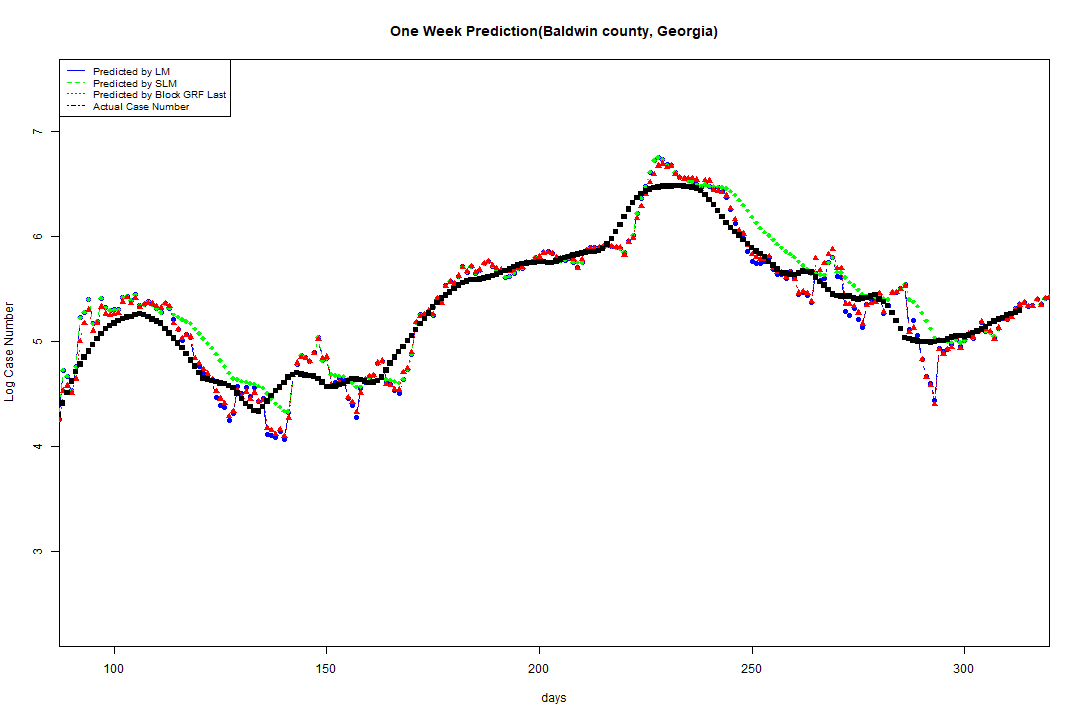 One Week Prediction(Baldwin county, Georgia)
Predicted by LM
Predicted by SLM
Predicted by Block GRF Last
Actual Case Number
7
6
5
4
3
Log Case Number
100 150 200 250 300
days